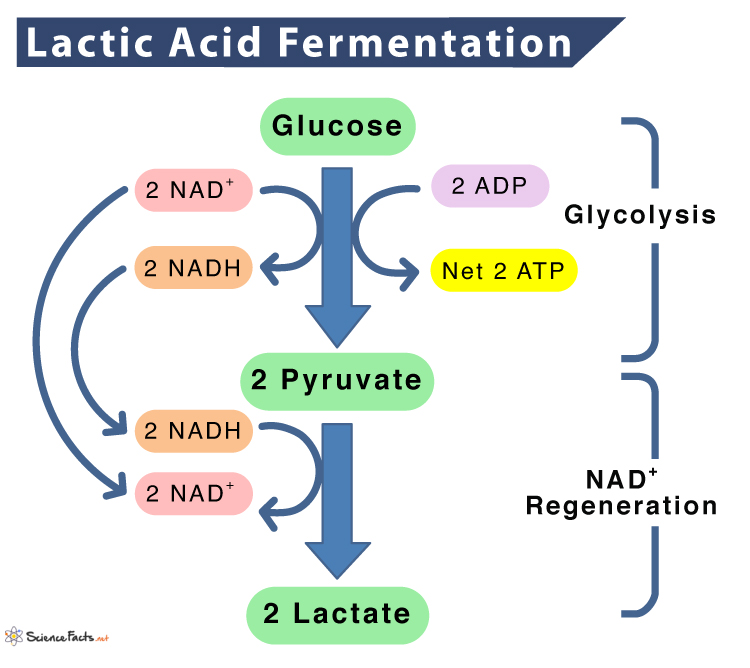 Lactic Acid Fermentation
Glucose
2 NAD⁺
2 ADP
Glycolysis
2 NADH
Net 2 ATP
2 Pyruvate
2 NADH
2 NAD⁺
NAD⁺
Regeneration
2 Lactate
ScienceFacts.net